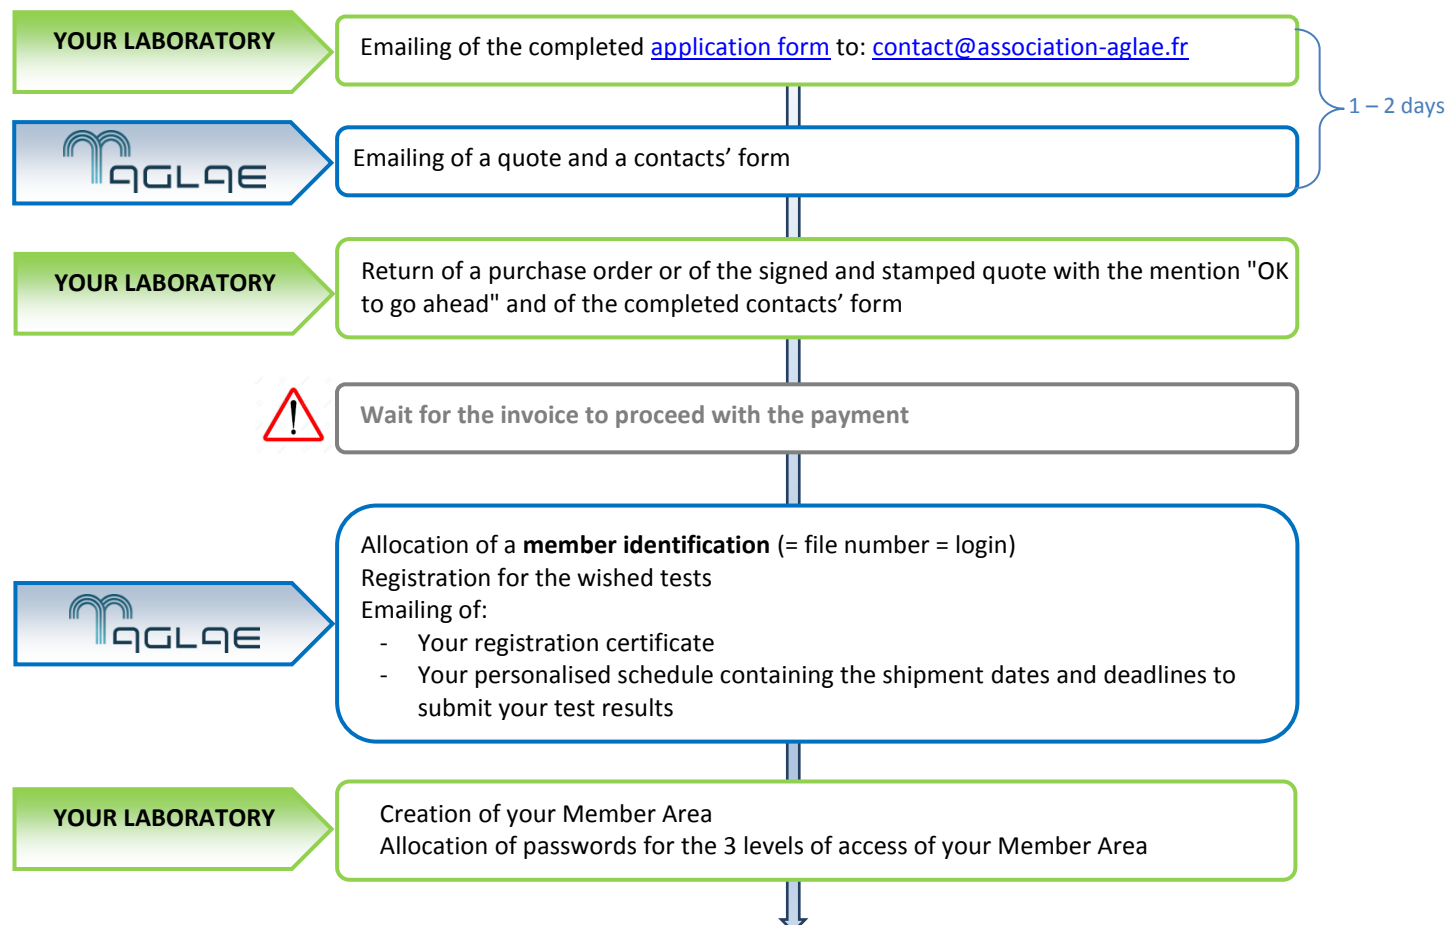 YOUR LABORATORY
Emailing of the completed application form to: contact@association-aglae.fr
1 – 2 days
AGLAE
Emailing of a quote and a contacts’ form
YOUR LABORATORY
Return of a purchase order or of the signed and stamped quote with the mention "OK
to go ahead" and of the completed contacts’ form
Wait for the invoice to proceed with the payment
AGLAE
Allocation of a member identification (= file number = login)
Registration for the wished tests
Emailing of:
- Your registration certificate
- Your personalised schedule containing the shipment dates and deadlines to
submit your test results
YOUR LABORATORY
Creation of your Member Area
Allocation of passwords for the 3 levels of access of your Member Area